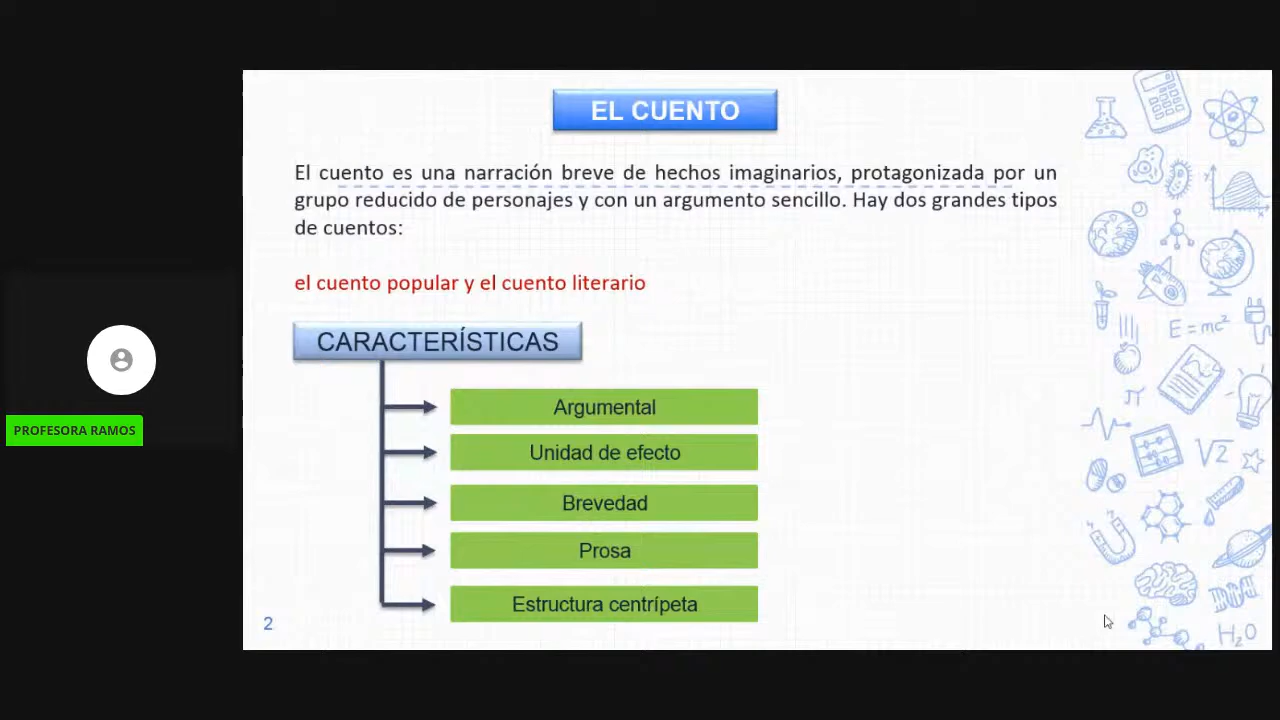 EL CUENTO
El cuento es una narración breve de hechos imaginarios, protagonizada por un
grupo reducido de personajes y con un argumento sencillo. Hay dos grandes tipos
de cuentos:
el cuento popular y el cuento literario
CARACTERÍSTICAS
Argumental
Unidad de efecto
Brevedad
Prosa
Estructura centrípeta
2
PROFESORA RAMOS
y
x
E = mc²
π
√2
H₂O